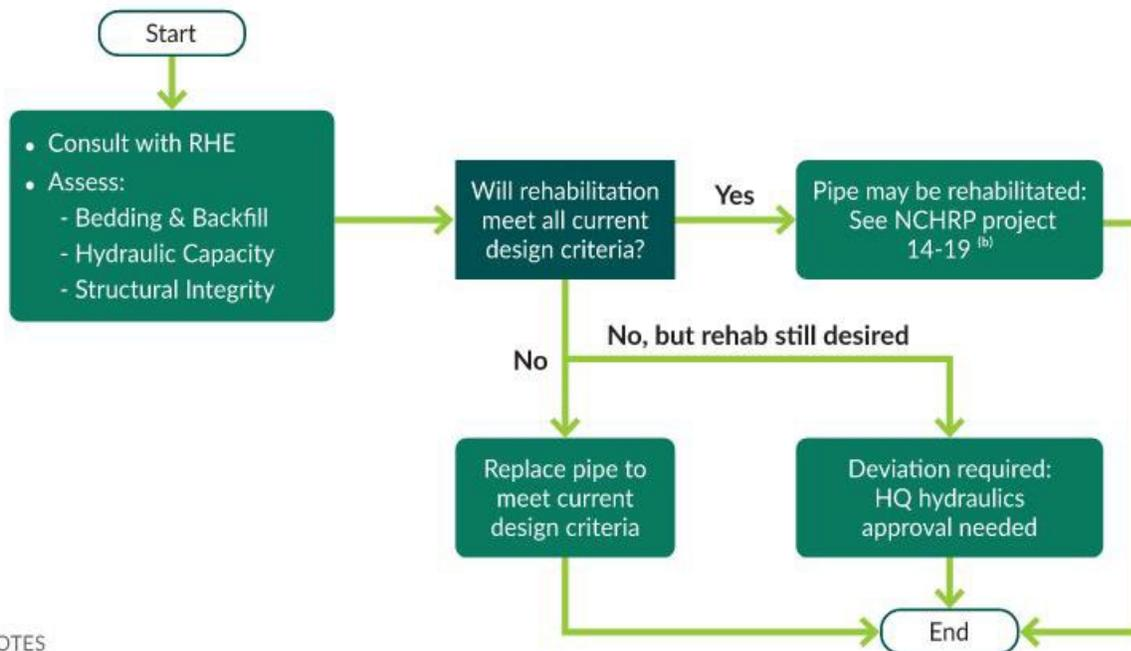 Start
• Consult with RHE
• Assess:
- Bedding & Backfill
- Hydraulic Capacity
- Structural Integrity
Will rehabilitation
meet all current
design criteria?
Yes
Pipe may be rehabilitated:
See NCHRP project
14-19 (b)
No, but rehab still desired
No
Replace pipe to
meet current
design criteria
Deviation required:
HQ hydraulics
approval needed
End
OTES